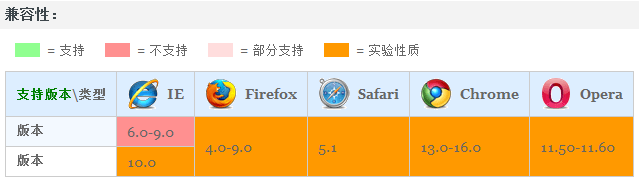 兼容性：
= 支持 = 不支持 = 部分支持 = 实验性质
支持版本\类型 IE Firefox Safari Chrome Opera
版本 6.0-9.0 4.0-9.0 5.1 13.0-16.0 11.50-11.60
版本 10.0